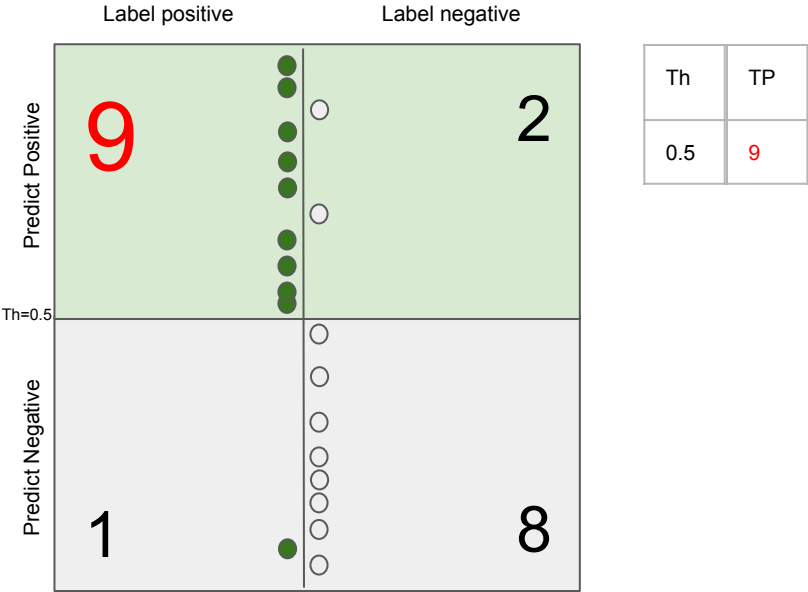 Label positive
Label negative
Predict Positive
9
2
Th=0.5
Predict Negative
1
8
Th TP
0.5 9